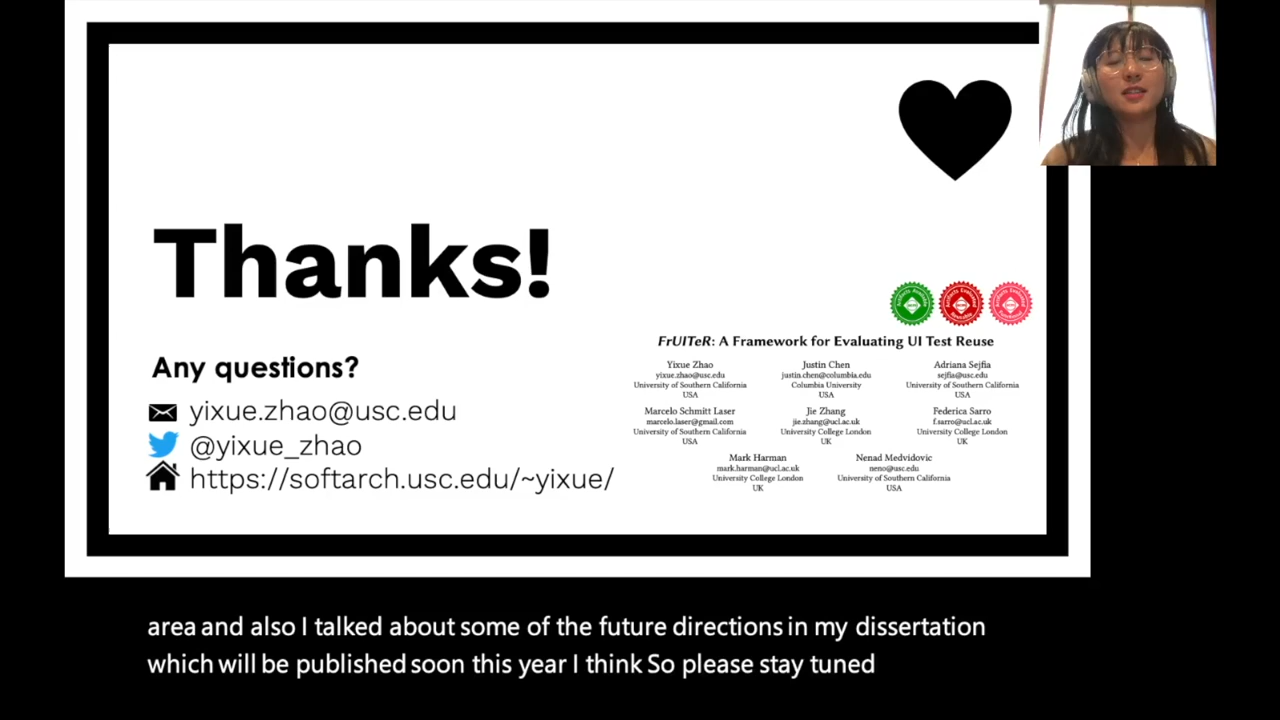 Thanks!
Any questions?
yixue.zhao@usc.edu
@yixue_zhao
https://softarch.usc.edu/~yixue/
FrUITeR: A Framework for Evaluating UI Test Reuse
Yixue Zhao
yixue.zhao@usc.edu
University of Southern California
USA
Justin Chen
justin.chen@columbia.edu
Columbia University
USA
Adriana Sejfia
sejfia@usc.edu
University of Southern California
USA
Marcelo Schmitt Laser
marcelo.laser@gmail.com
University of Southern California
USA
Jie Zhang
jie.zhang@ucl.ac.uk
University College London
UK
Federica Sarro
f.sarro@ucl.ac.uk
University College London
UK
Mark Harman
mark.harman@ucl.ac.uk
University College London
UK
Nenad Medvidovic
neno@usc.edu
University of Southern California
USA
area and also I talked about some of the future directions in my dissertation
which will be published soon this year I think So please stay tuned